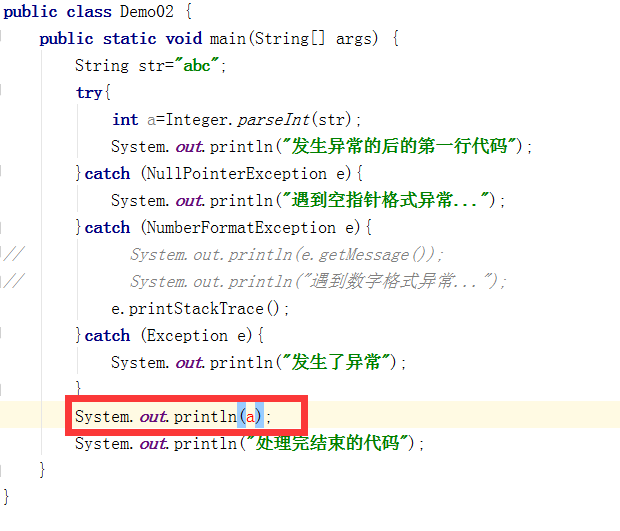 public class Demo02 {
    public static void main(String[] args) {
        String str="abc";
        try{
            int a=Integer.parseInt(str);
            System.out.println("发生异常的后的第一行代码");
        }catch (NullPointerException e){
            System.out.println("遇到空指针格式异常...");
        }catch (NumberFormatException e){
//            System.out.println(e.getMessage());
//            System.out.println("遇到数字格式异常...");
            e.printStackTrace();
        }catch (Exception e){
            System.out.println("发生了异常");
        }
        System.out.println(a);
        System.out.println("处理完结束的代码");
    }
}